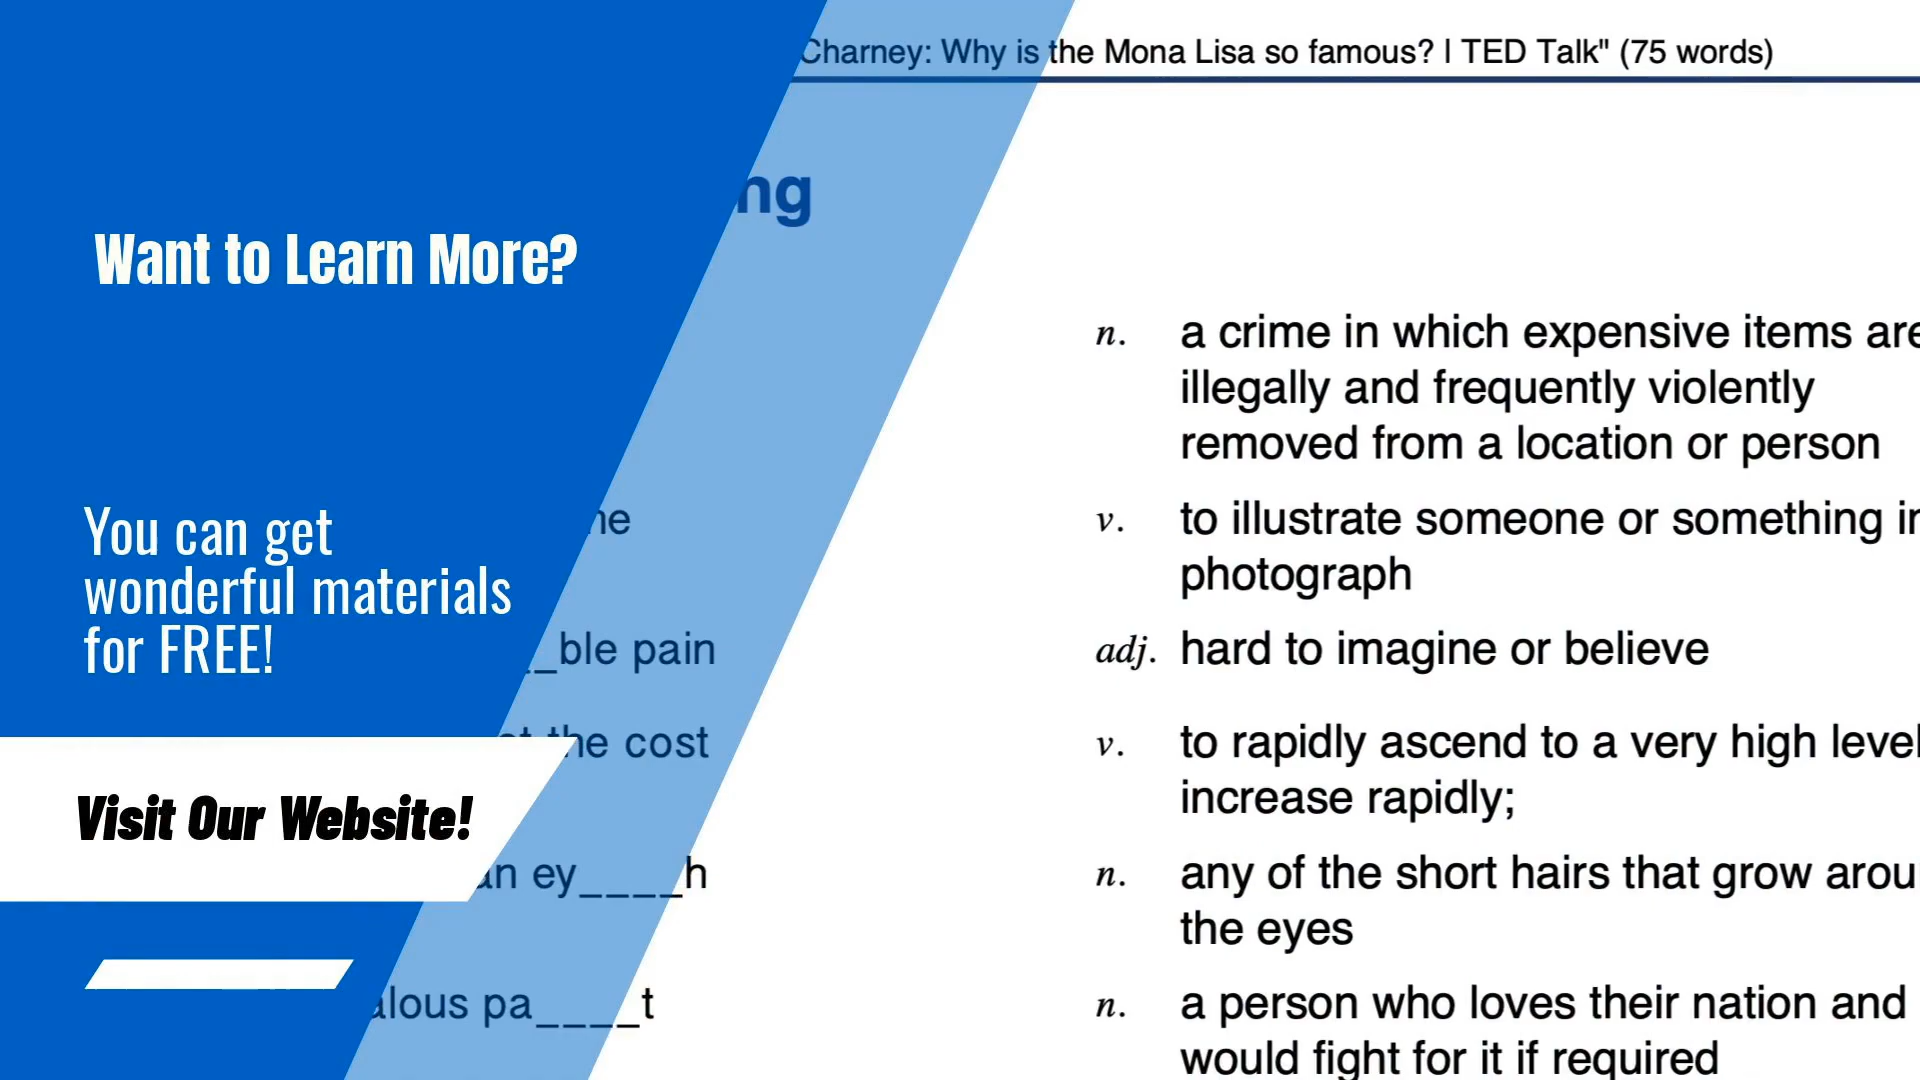 Charney: Why is the Mona Lisa so famous? | TED Talk" (75 words)
Want to Learn More?
You can get
wonderful materials
for FREE!
Visit Our Website!
ble pain
the cost
an ey____h
alous pa____t
n. a crime in which expensive items are
illegally and frequently violently
removed from a location or person
v. to illustrate someone or something in
photograph
adj. hard to imagine or believe
v. to rapidly ascend to a very high level
increase rapidly;
n. any of the short hairs that grow arou
the eyes
n. a person who loves their nation and
would fight for it if required